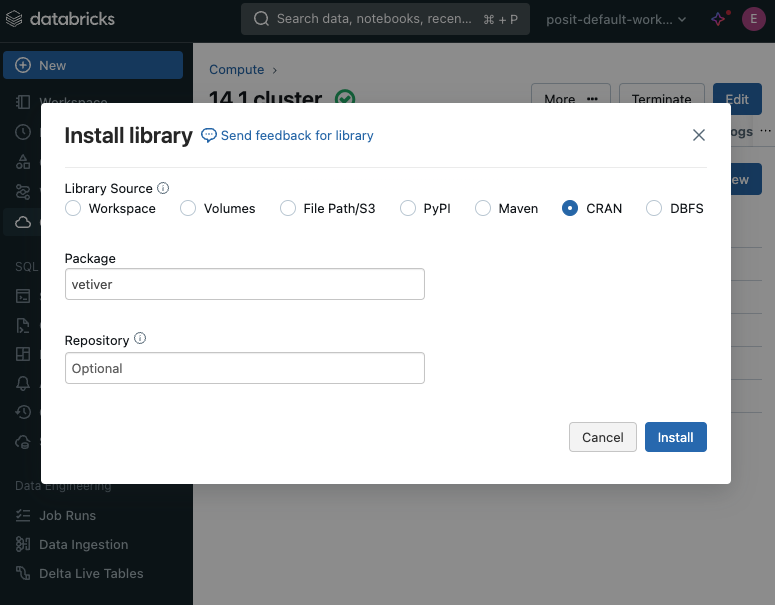 databricks
Search data, notebooks, recen... ⌘ + P
posit-default-work...
E
New
Compute ›
14.1 cluster
More ...
Terminate
Edit
Workspace
Install library
Send feedback for library
Library Source
Workspace
Volumes
File Path/S3
PyPI
Maven
CRAN
DBFS
Package
vetiver
Repository
Optional
Cancel
Install
SQL
Data Engineering
Job Runs
Data Ingestion
Delta Live Tables